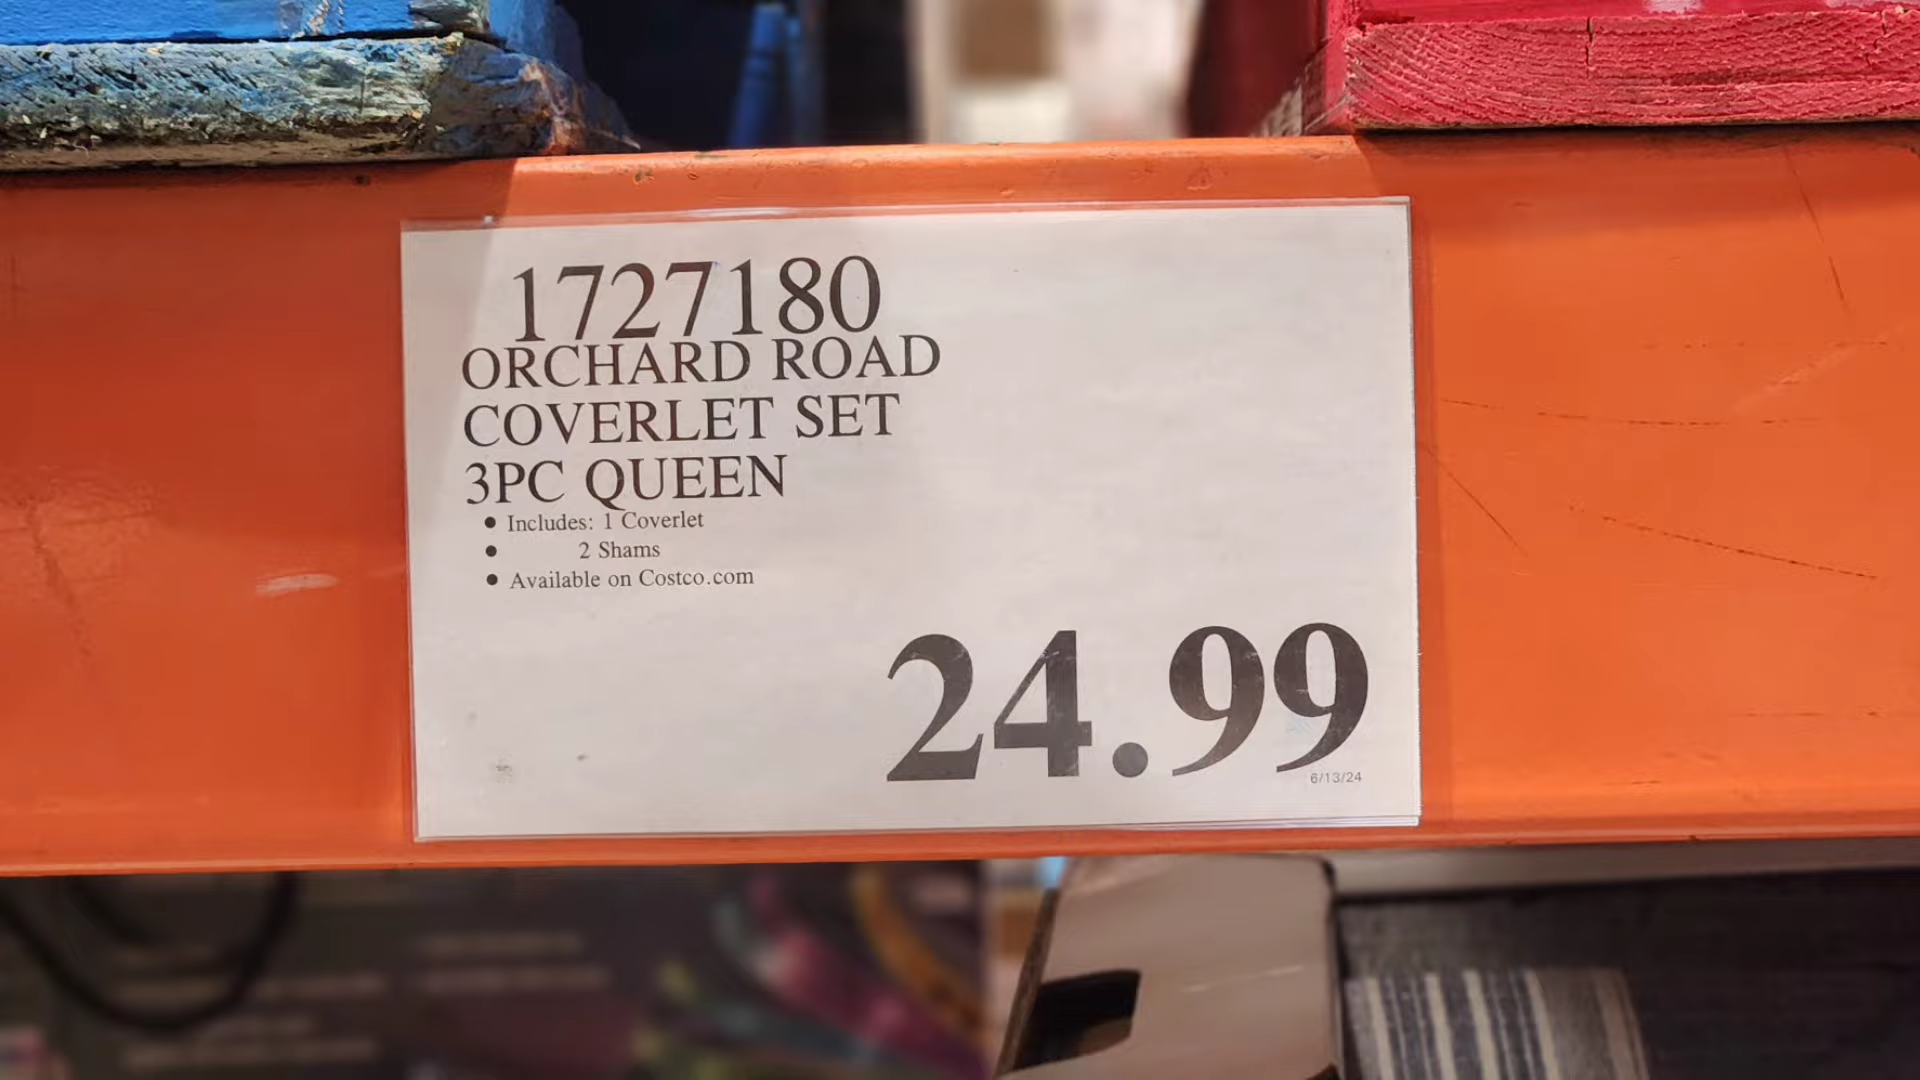 1727180
ORCHARD ROAD
COVERLET SET
3PC QUEEN
• Includes: 1 Coverlet
• 2 Shams
• Available on Costco.com
24.99
6/13/24